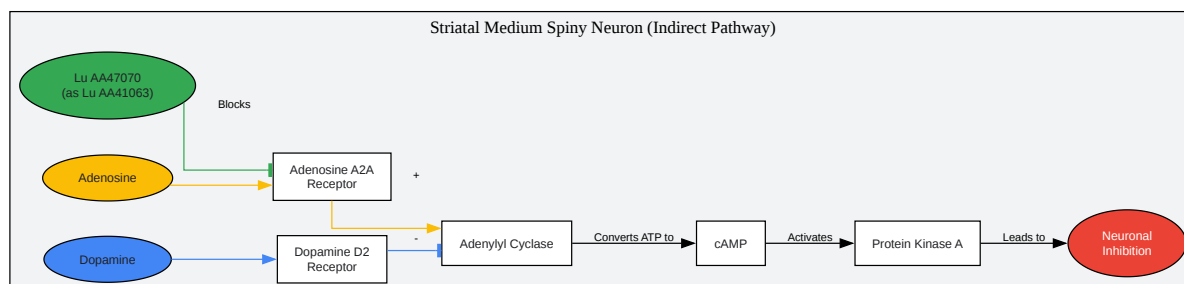 Striatal Medium Spiny Neuron (Indirect Pathway)
Lu AA47070
(as Lu AA41063)
Blocks
Adenosine
Adenosine A2A
Receptor
+
Dopamine
Dopamine D2
Receptor
-
Adenylyl Cyclase
Converts ATP to
cAMP
Activates
Protein Kinase A
Leads to
Neuronal
Inhibition